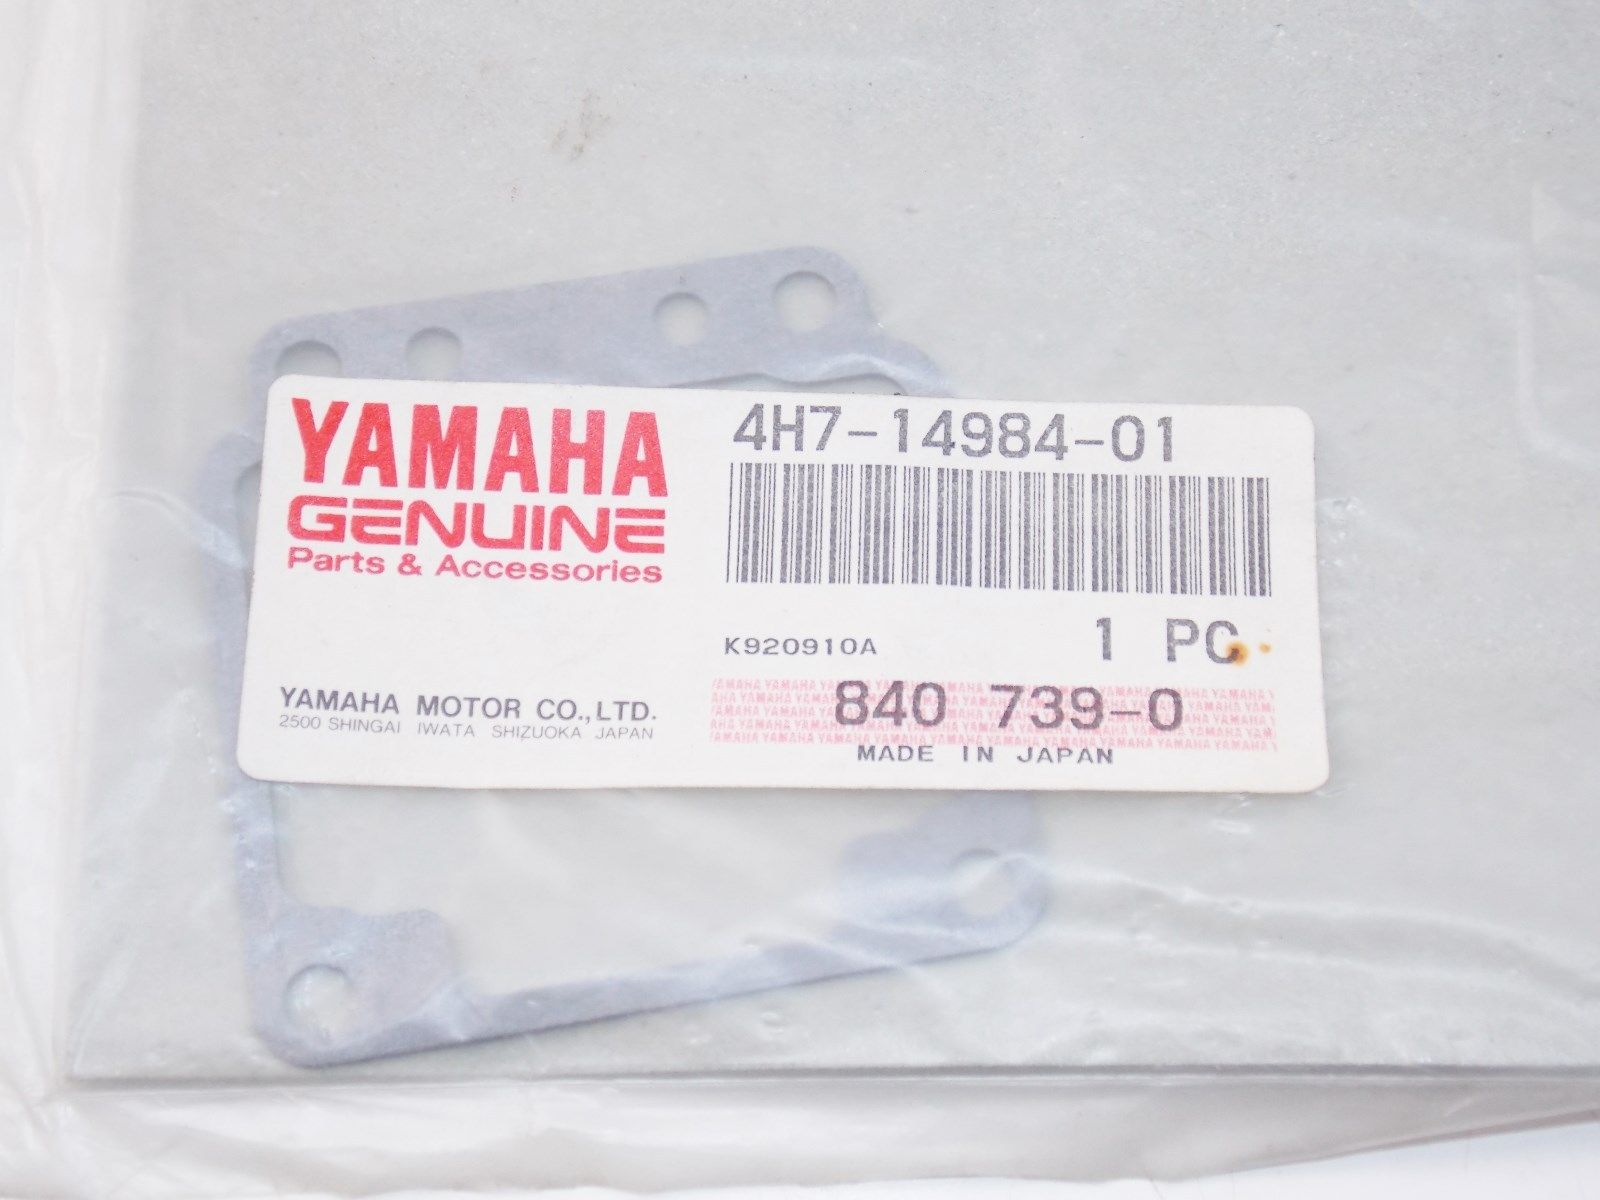 YAMAHA
GENUINE
Parts & Accessories
YAMAHA MOTOR CO.,LTD.
2500 SHINGAI IWATA SHIZUOKA JAPAN
4H7-14984-01
K920910A
1 PC
840 739-0
MADE IN JAPAN